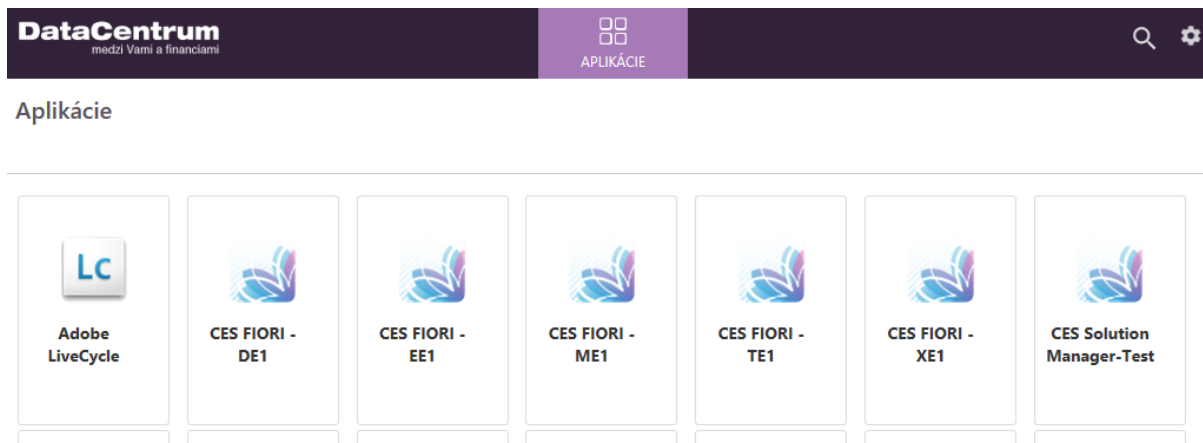 DataCentrum
medzi Vami a financiami
APLIKÁCIE
Aplikácie
Lc
Adobe
LiveCycle
CES FIORI -
DE1
CES FIORI -
EE1
CES FIORI -
ME1
CES FIORI -
TE1
CES FIORI -
XE1
CES Solution
Manager-Test